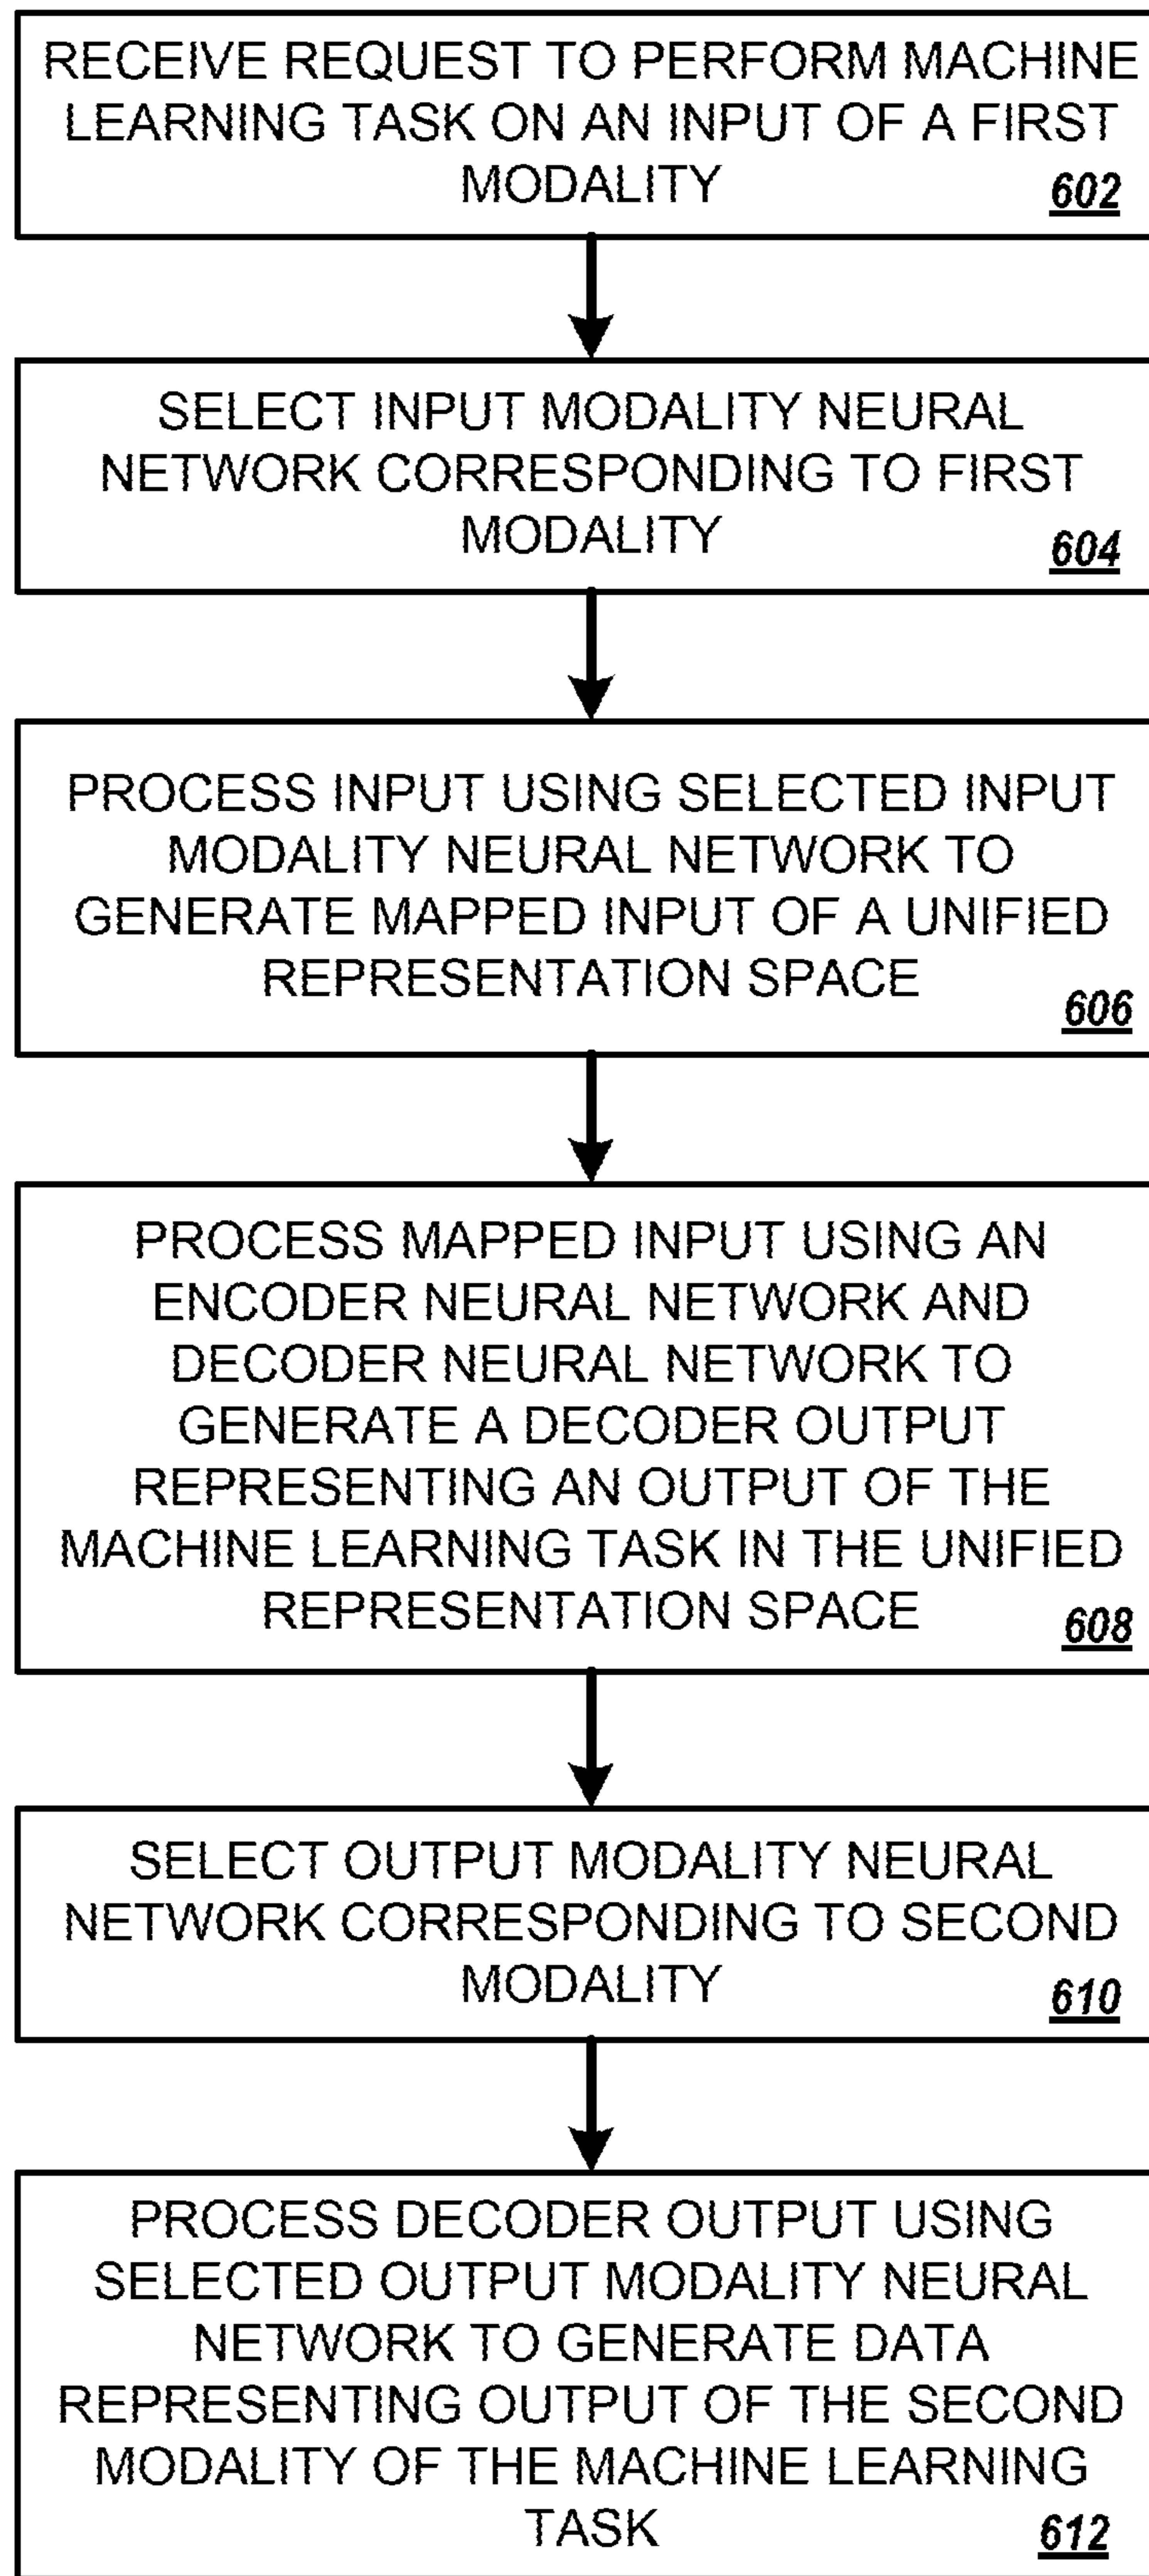 RECEIVE REQUEST TO PERFORM MACHINE
LEARNING TASK ON AN INPUT OF A FIRST
MODALITY
602
SELECT INPUT MODALITY NEURAL
NETWORK CORRESPONDING TO FIRST
MODALITY
604
PROCESS INPUT USING SELECTED INPUT
MODALITY NEURAL NETWORK TO
GENERATE MAPPED INPUT OF A UNIFIED
REPRESENTATION SPACE
606
PROCESS MAPPED INPUT USING AN
ENCODER NEURAL NETWORK AND
DECODER NEURAL NETWORK TO
GENERATE A DECODER OUTPUT
REPRESENTING AN OUTPUT OF THE
MACHINE LEARNING TASK IN THE UNIFIED
REPRESENTATION SPACE
608
SELECT OUTPUT MODALITY NEURAL
NETWORK CORRESPONDING TO SECOND
MODALITY
610
PROCESS DECODER OUTPUT USING
SELECTED OUTPUT MODALITY NEURAL
NETWORK TO GENERATE DATA
REPRESENTING OUTPUT OF THE SECOND
MODALITY OF THE MACHINE LEARNING
TASK
612